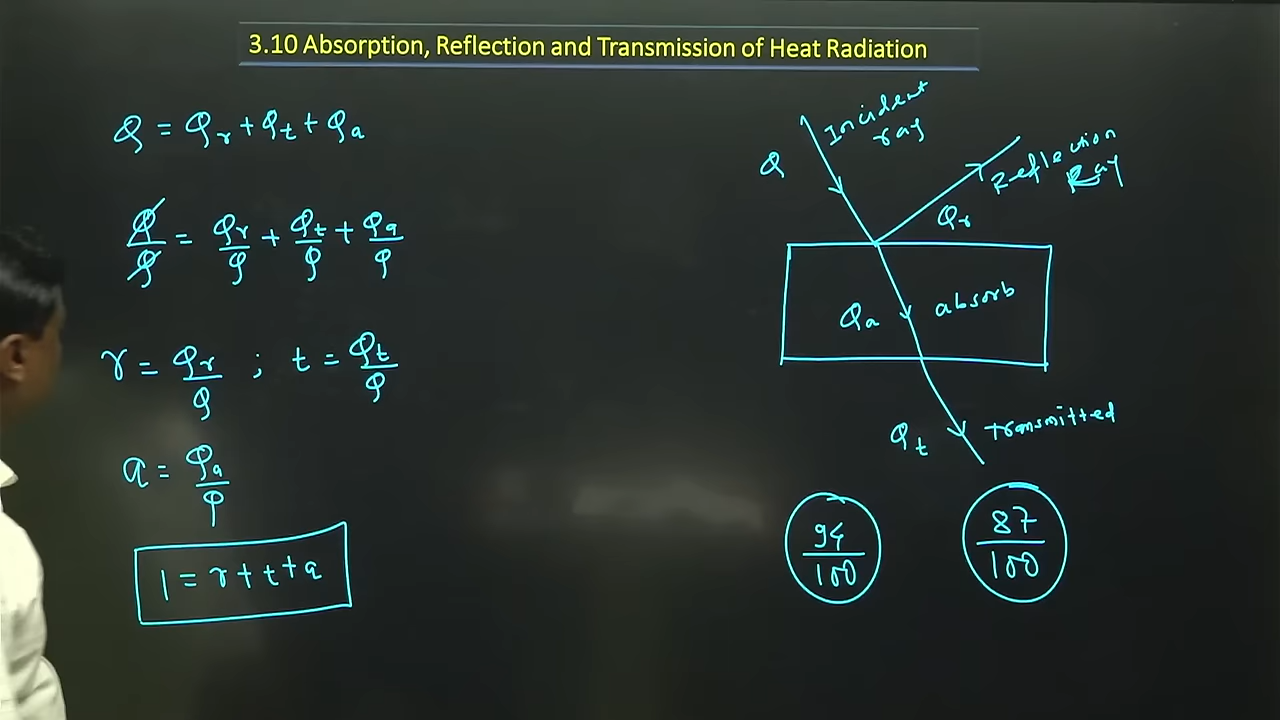 3.10 Absorption, Reflection and Transmission of Heat Radiation
Q = Qr + Qt + Qa
Q/Q = Qr/Q + Qt/Q + Qa/Q
r = Qr/Q ; t = Qt/Q
a = Qa/Q
1 = r + t + a
Incident
ray
Q
Reflection
Ray
Qr
Qa
absorb
Qt
transmitted
94/100
87/100